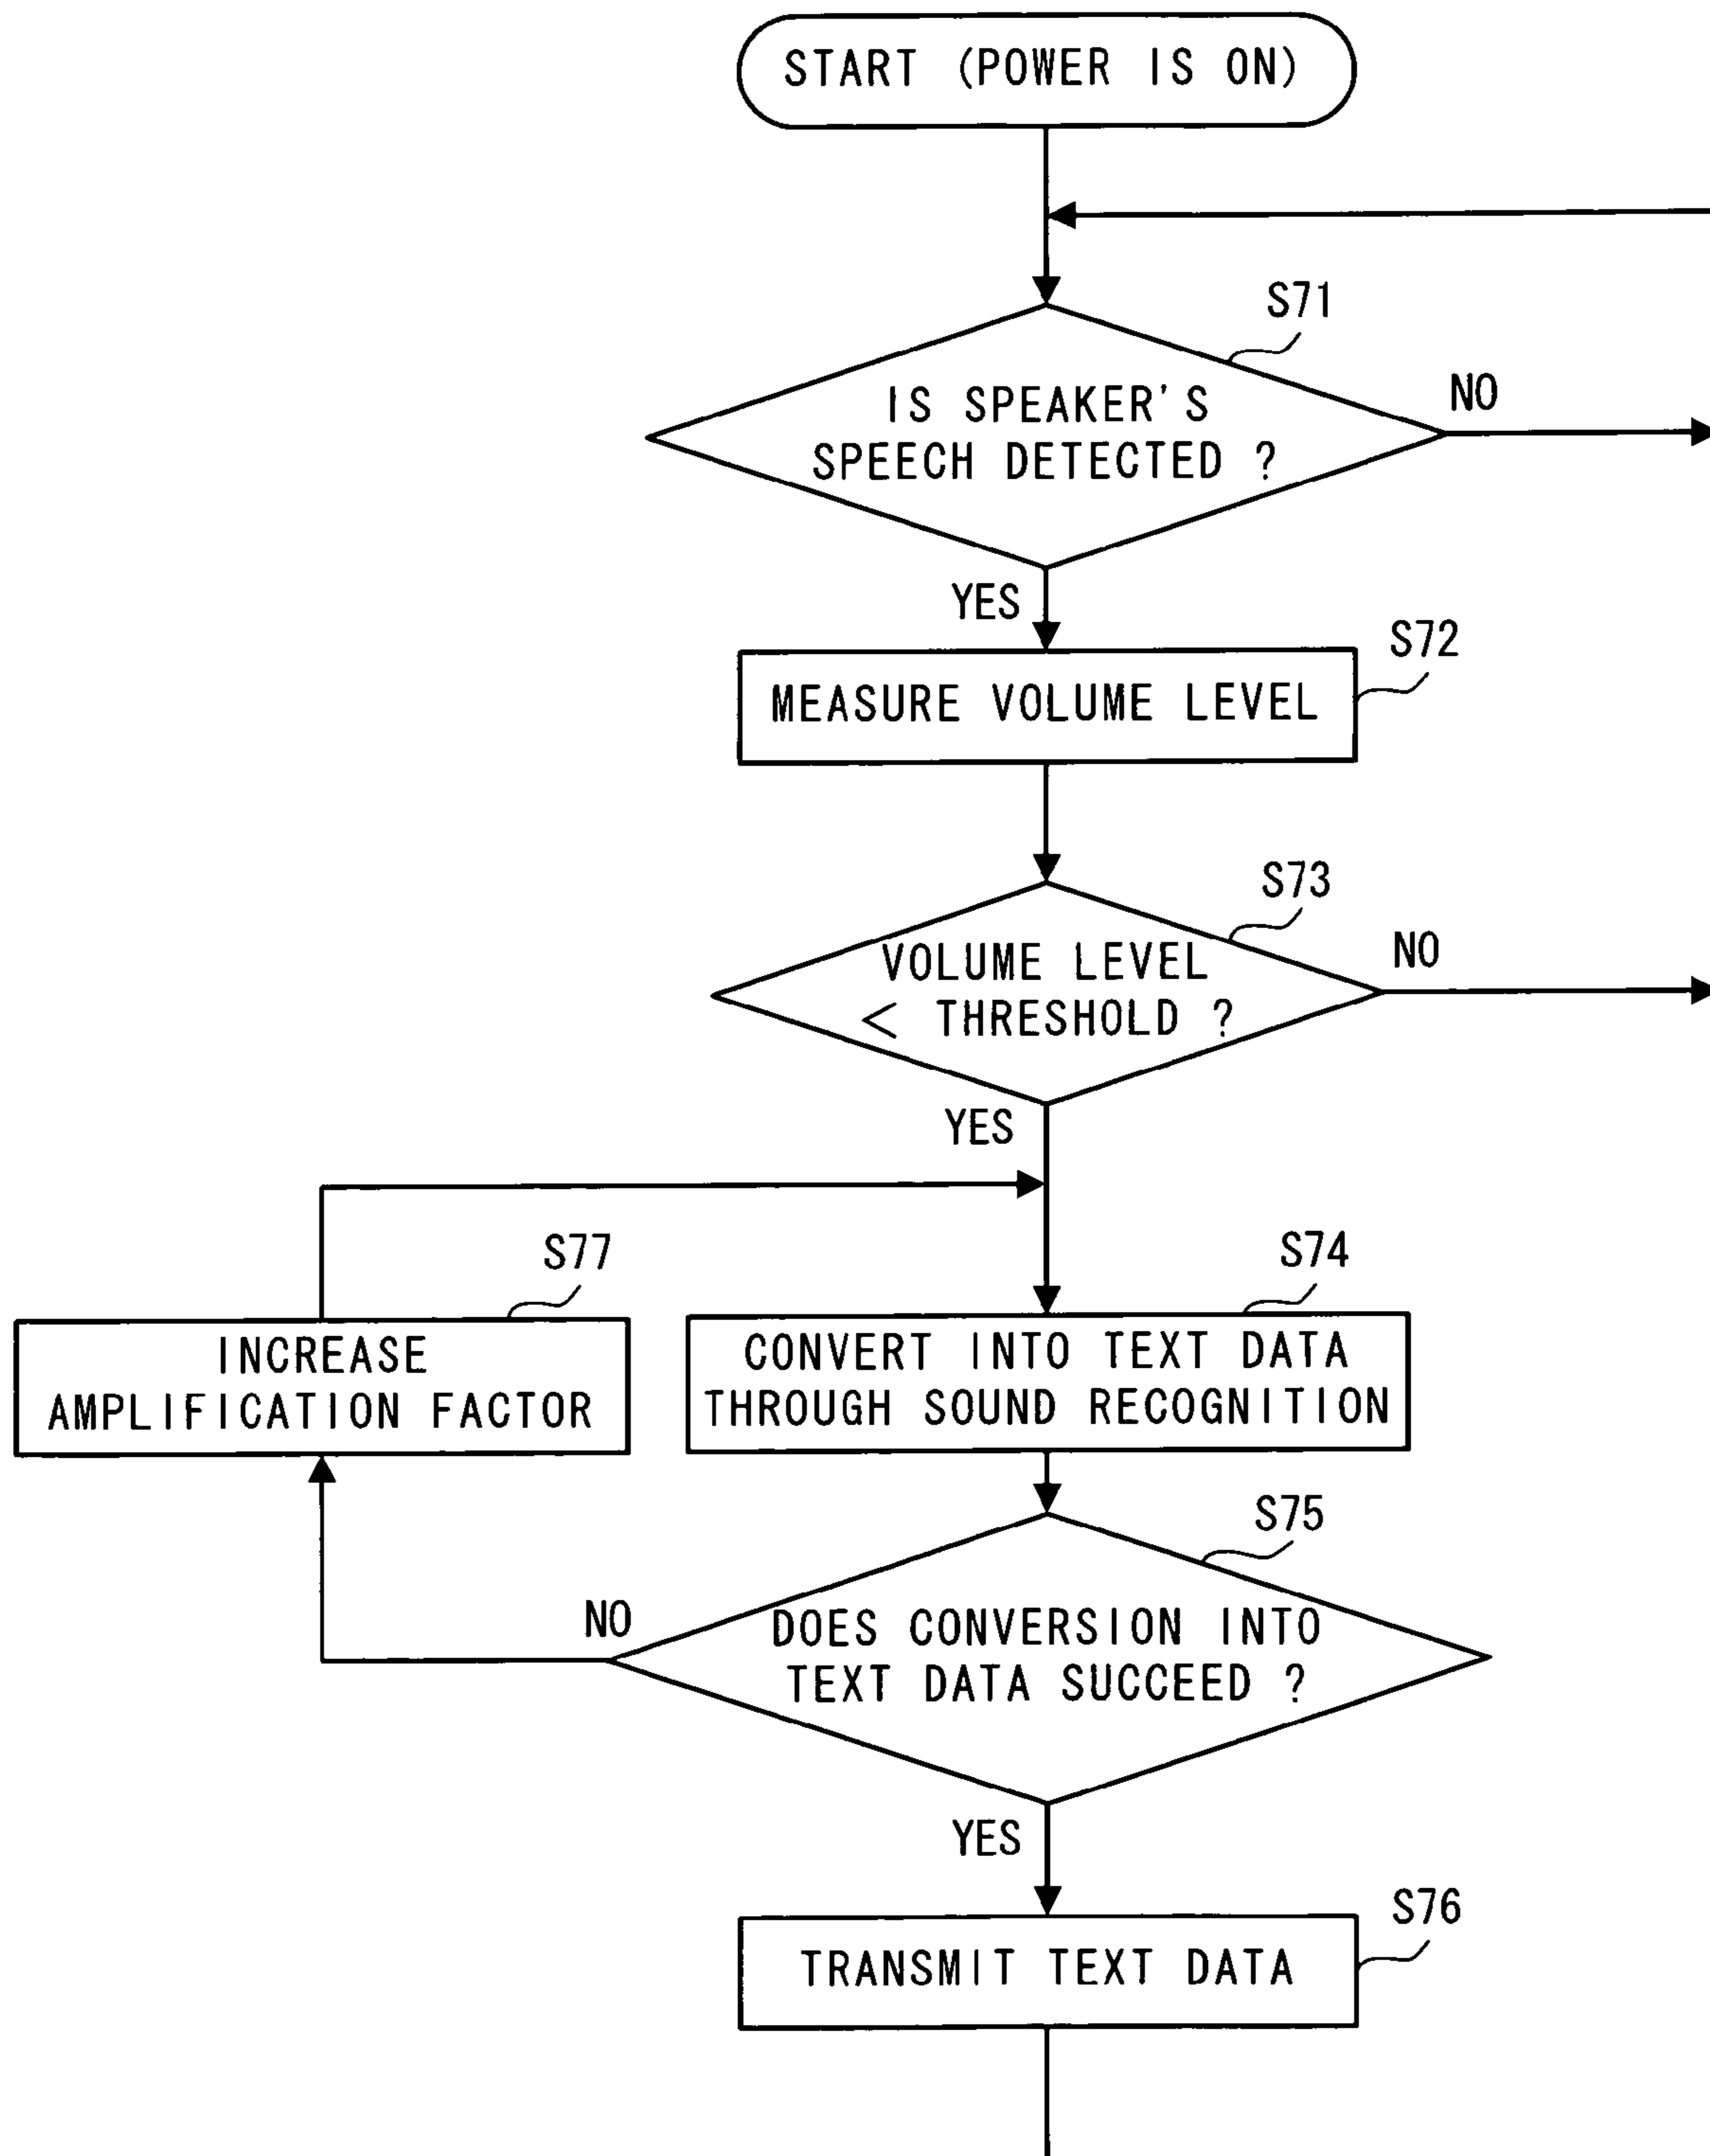 START (POWER IS ON)
S71
IS SPEAKER'S
SPEECH DETECTED ?
NO
YES
S72
MEASURE VOLUME LEVEL
S73
VOLUME LEVEL
< THRESHOLD ?
NO
YES
S77
INCREASE
AMPLIFICATION FACTOR
S74
CONVERT INTO TEXT DATA
THROUGH SOUND RECOGNITION
S75
DOES CONVERSION INTO
TEXT DATA SUCCEED ?
NO
YES
S76
TRANSMIT TEXT DATA